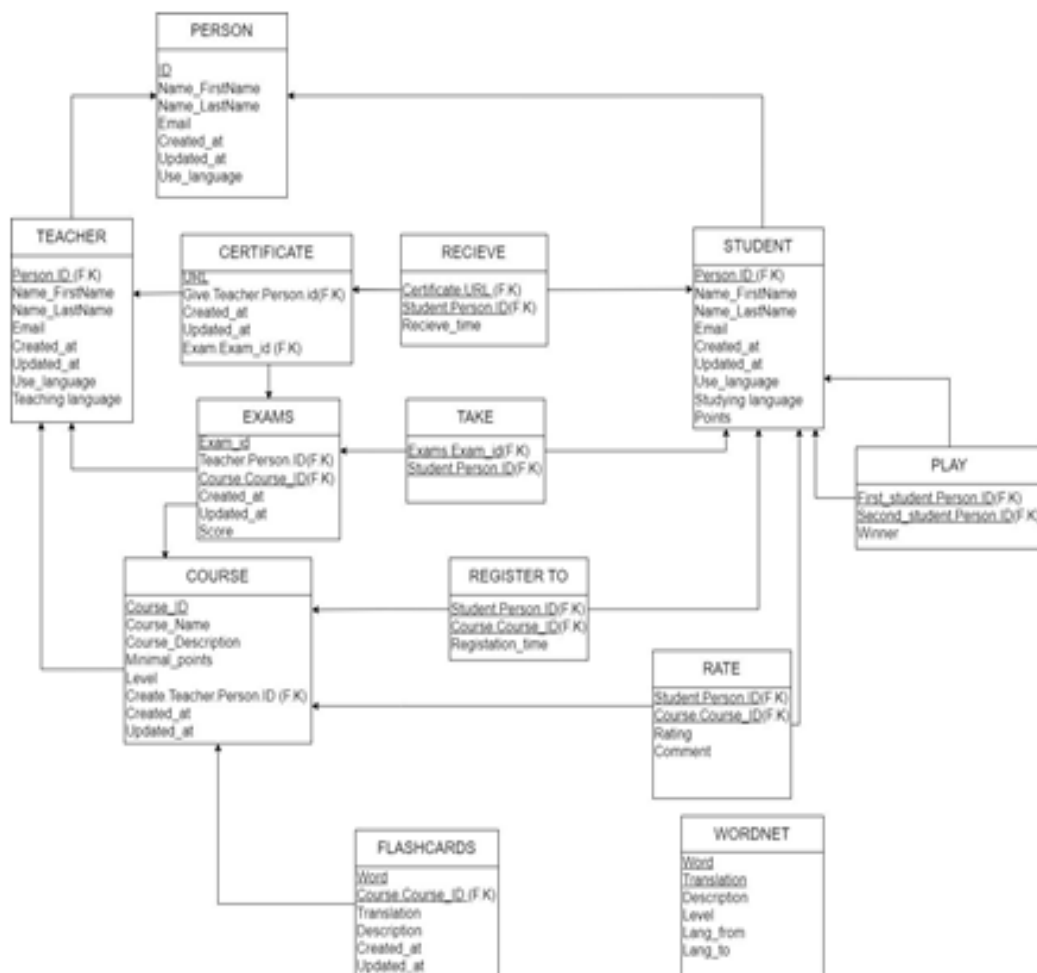 PERSON
ID
Name_FirstName
Name_LastName
Email
Created_at
Updated_at
Use_language
TEACHER
Person.ID (F.K)
Name_FirstName
Name_LastName
Email
Created_at
Updated_at
Use_language
Teaching language
CERTIFICATE
URL
Give.Teacher.Person.id(F.K)
Created_at
Updated_at
Exam.Exam_id (F.K)
RECIEVE
Certificate.URL (F.K)
Student.Person.ID(F.K)
Recieve_time
STUDENT
Person.ID (F.K)
Name_FirstName
Name_LastName
Email
Created_at
Updated_at
Use_language
Studying language
Points
EXAMS
Exam_id
Teacher.Person.ID(F.K)
Course.Course_ID(F.K)
Created_at
Updated_at
Score
TAKE
Exams.Exam_id(F.K)
Student.Person.ID(F.K)
PLAY
First_student.Person.ID(F.K)
Second_student.Person.ID(F.K)
Winner
COURSE
Course_ID
Course_Name
Course_Description
Minimal_points
Level
Create.Teacher.Person.ID (F.K)
Created_at
Updated_at
REGISTER TO
Student.Person.ID(F.K)
Course.Course_ID(F.K)
Registation_time
RATE
Student.Person.ID(F.K)
Course.Course_ID(F.K)
Rating
Comment
FLASHCARDS
Word
Course.Course_ID (F.K)
Translation
Description
Created_at
Updated_at
WORDNET
Word
Translation
Description
Level
Lang_from
Lang_to